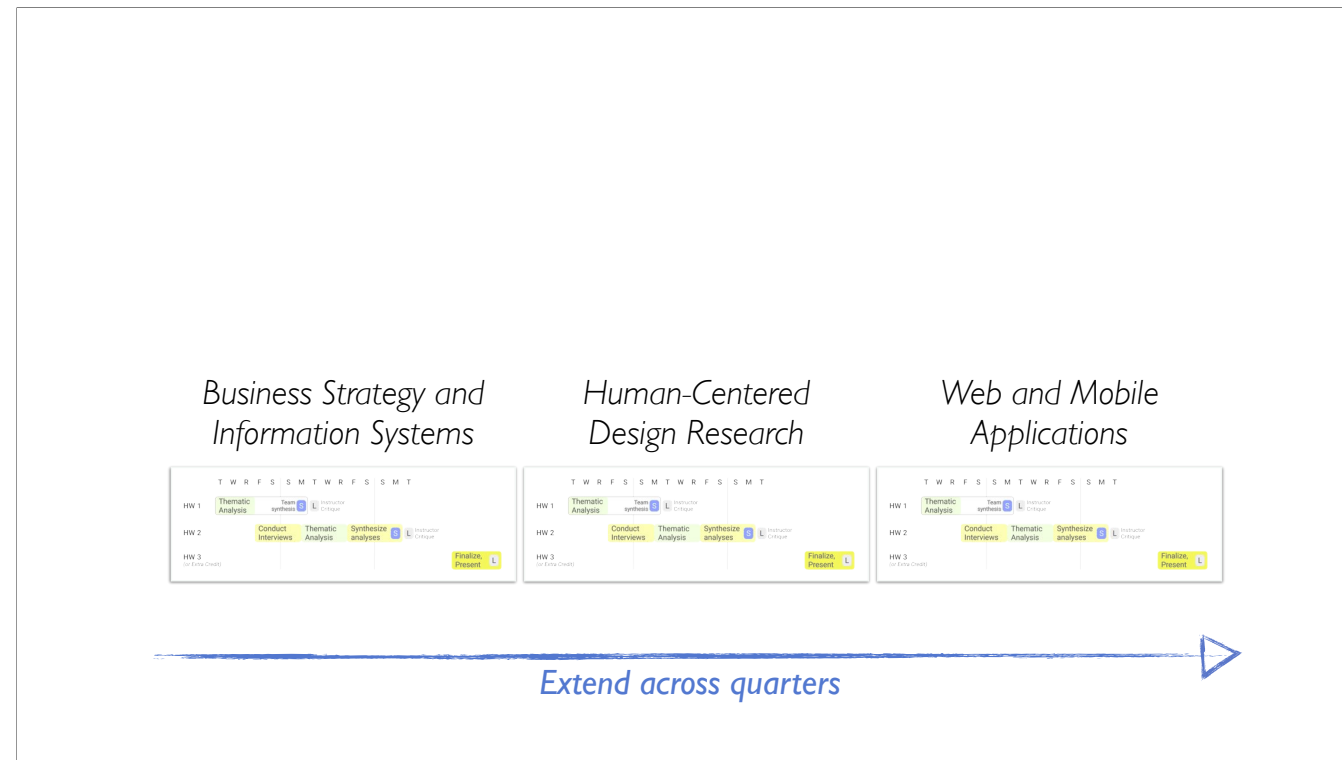 Business Strategy and
Information Systems
Human-Centered
Design Research
Web and Mobile
Applications
T W R F S S M T W R F S S M T
HW 1
Thematic
Analysis
Team
synthesis
S
L
Instructor
Critique
HW 2
Conduct
Interviews
Thematic
Analysis
Synthesize
analyses
S
L
Instructor
Critique
HW 3
(or Extra Credit)
Finalize,
Present
L
T W R F S S M T W R F S S M T
HW 1
Thematic
Analysis
Team
synthesis
S
L
Instructor
Critique
HW 2
Conduct
Interviews
Thematic
Analysis
Synthesize
analyses
S
L
Instructor
Critique
HW 3
(or Extra Credit)
Finalize,
Present
L
T W R F S S M T W R F S S M T
HW 1
Thematic
Analysis
Team
synthesis
S
L
Instructor
Critique
HW 2
Conduct
Interviews
Thematic
Analysis
Synthesize
analyses
S
L
Instructor
Critique
HW 3
(or Extra Credit)
Finalize,
Present
L
Extend across quarters